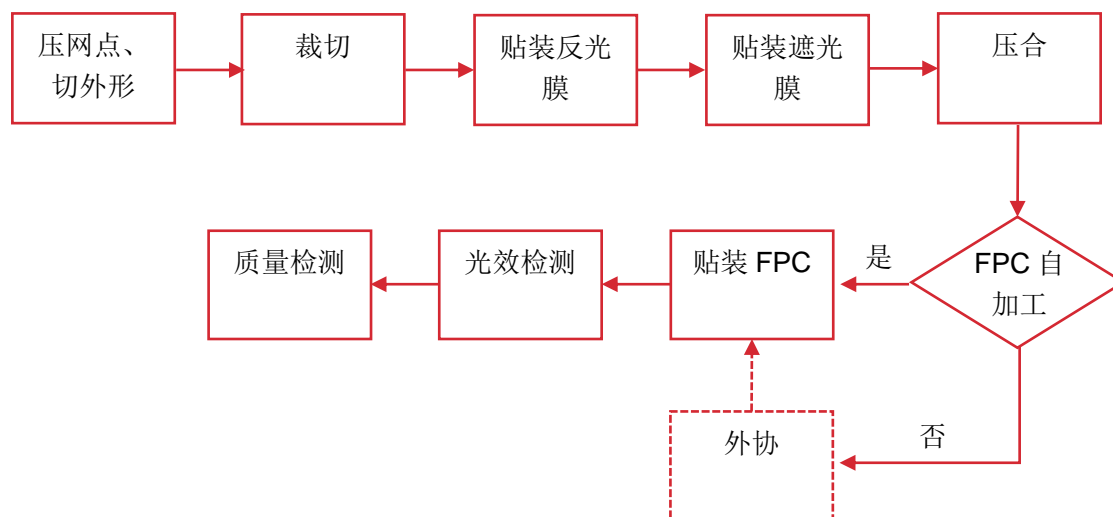 压网点、
切外形
裁切
贴装反光
膜
贴装遮光
膜
压合
质量检测
光效检测
贴装 FPC
是
FPC 自
加工
外协
否